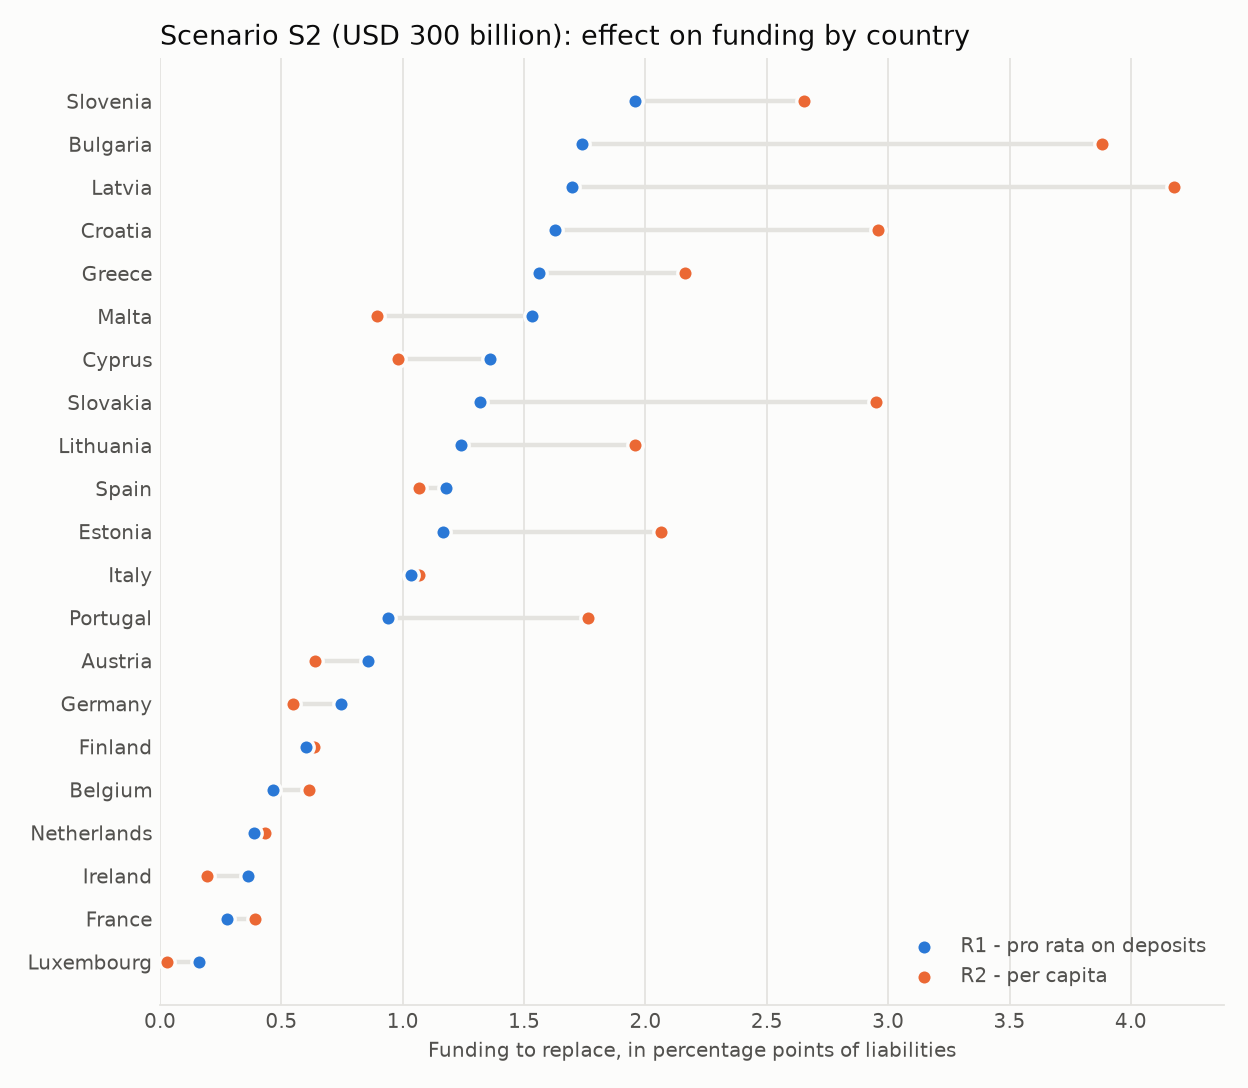 Scenario S2 (USD 300 billion): effect on funding by country
Slovenia
Bulgaria
Latvia
Croatia
Greece
Malta
Cyprus
Slovakia
Lithuania
Spain
Estonia
Italy
Portugal
Austria
Germany
Finland
Belgium
Netherlands
Ireland
France
Luxembourg
R1 - pro rata on deposits
R2 - per capita
0.0 0.5 1.0 1.5 2.0 2.5 3.0 3.5 4.0
Funding to replace, in percentage points of liabilities